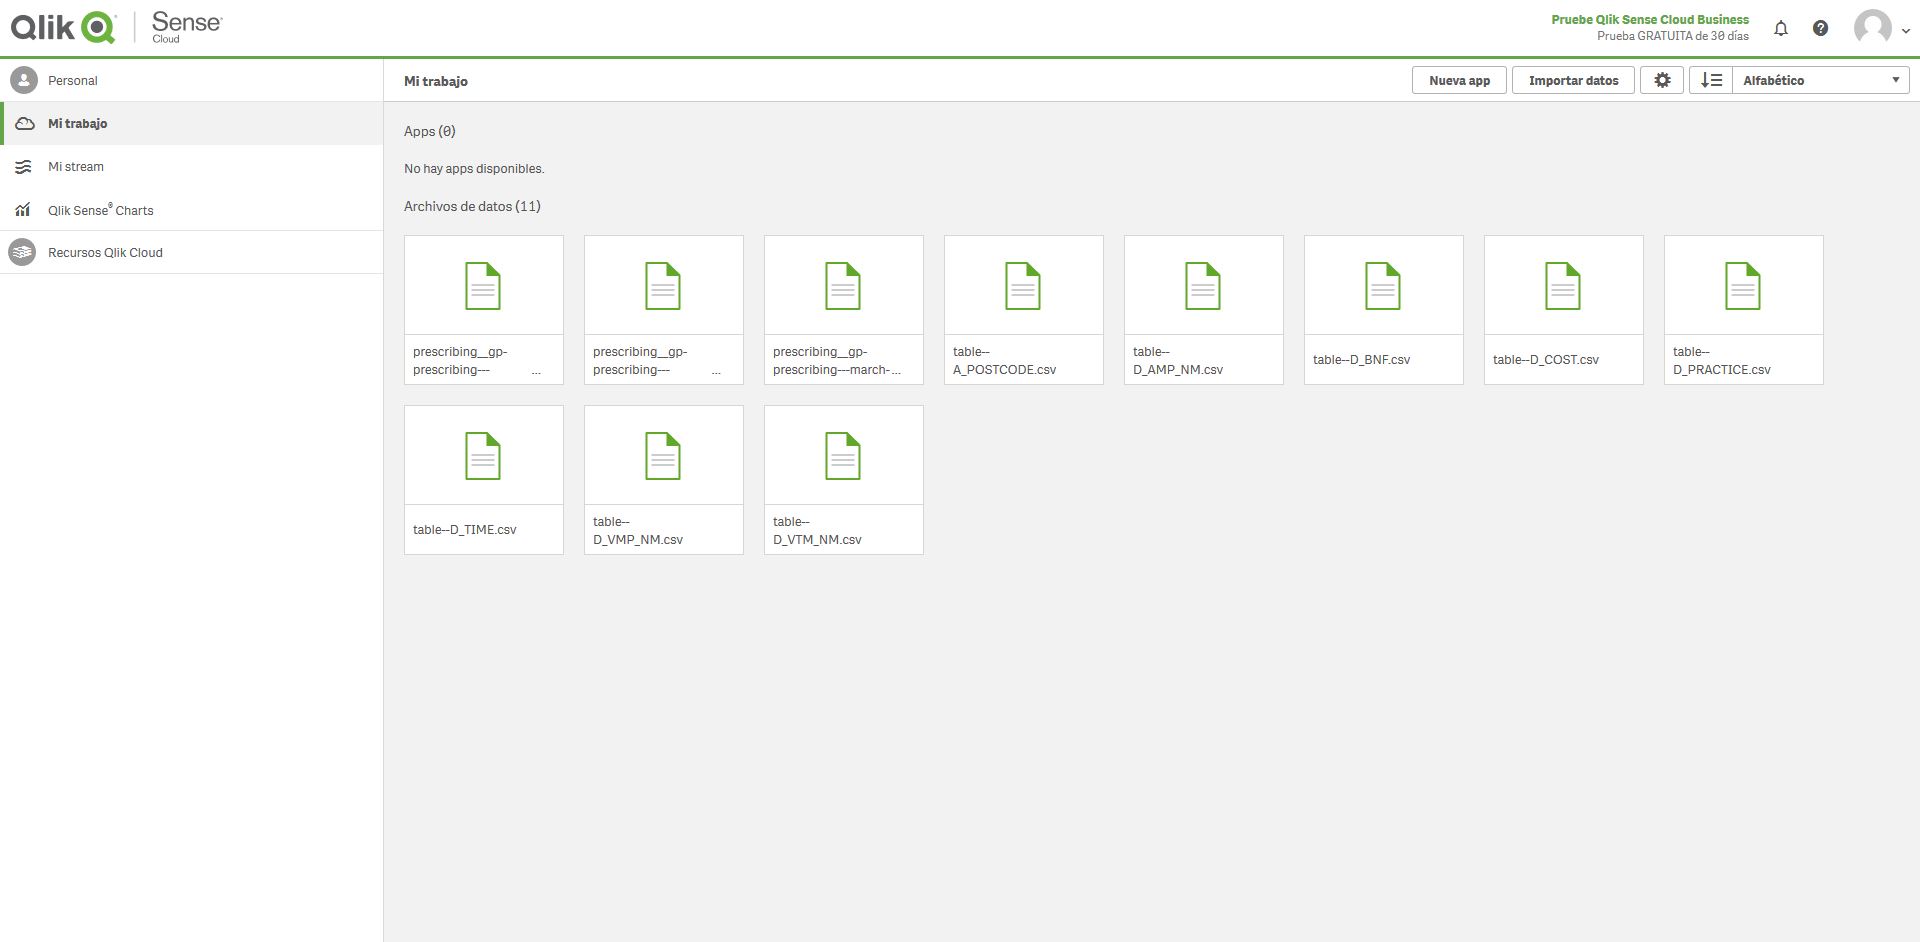 Qlik Sense®
Cloud
Pruebe Qlik Sense Cloud Business
Prueba GRATUITA de 30 días
Personal
Mi trabajo
Mi stream
Qlik Sense® Charts
Recursos Qlik Cloud
Mi trabajo
Nueva app
Importar datos
Alfabético
Apps (0)
No hay apps disponibles.
Archivos de datos (11)
prescribing__gp-
prescribing---
...
prescribing__gp-
prescribing---
...
prescribing__gp-
prescribing---march-...
table--
A_POSTCODE.csv
table--
D_AMP_NM.csv
table--D_BNF.csv
table--D_COST.csv
table--
D_PRACTICE.csv
table--D_TIME.csv
table--
D_VMP_NM.csv
table--
D_VTM_NM.csv